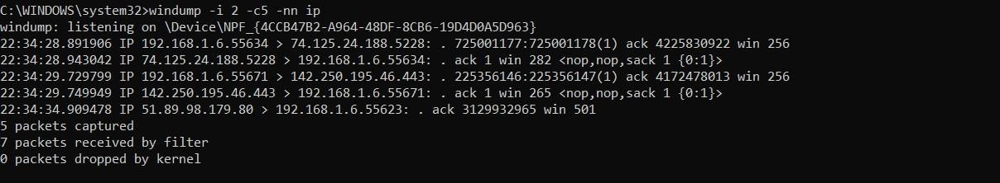 C:\WINDOWS\system32>windump -i 2 -c5 -nn ip
windump: listening on \Device\NPF_{4CCB47B2-A964-48DF-8CB6-19D4D0A5D963}
22:34:28.891906 IP 192.168.1.6.55634 > 74.125.24.188.5228: . 725001177:725001178(1) ack 4225830922 win 256
22:34:28.943042 IP 74.125.24.188.5228 > 192.168.1.6.55634: . ack 1 win 282 <nop,nop,sack 1 {0:1}>
22:34:29.729799 IP 192.168.1.6.55671 > 142.250.195.46.443: . 225356146:225356147(1) ack 4172478013 win 256
22:34:29.749949 IP 142.250.195.46.443 > 192.168.1.6.55671: . ack 1 win 265 <nop,nop,sack 1 {0:1}>
22:34:34.909478 IP 51.89.98.179.80 > 192.168.1.6.55623: . ack 3129932965 win 501
5 packets captured
7 packets received by filter
0 packets dropped by kernel